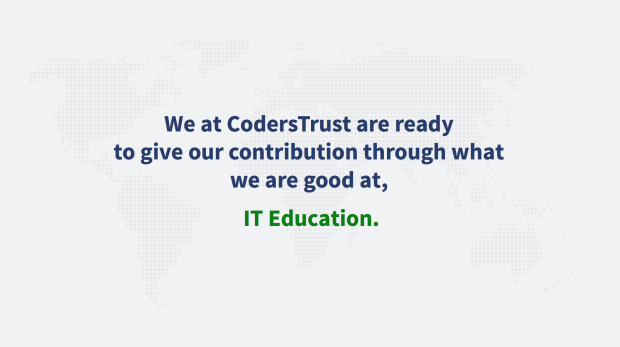 We at CodersTrust are ready
to give our contribution through what
we are good at,
IT Education.